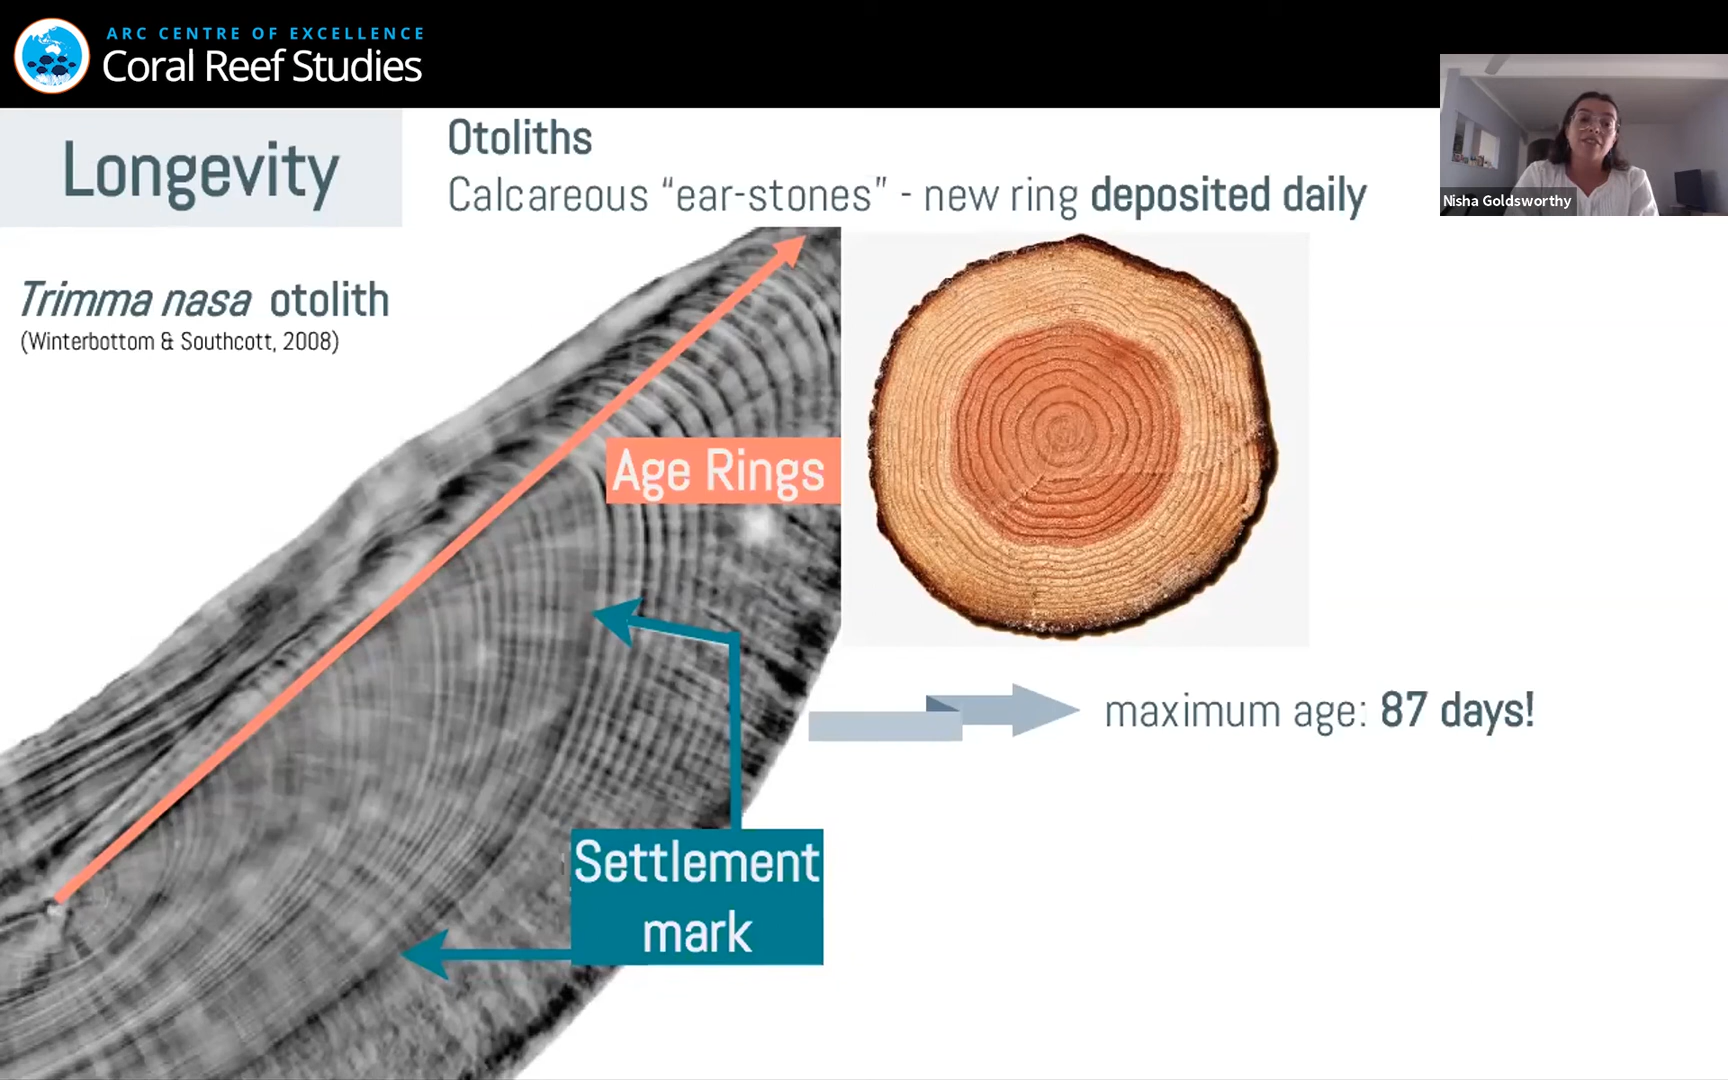 ARC CENTRE OF EXCELLENCE
Coral Reef Studies
Longevity
Otoliths
Calcareous “ear-stones” - new ring deposited daily
Nisha Goldsworthy
Trimma nasa otolith
(Winterbottom & Southcott, 2008)
Age Rings
maximum age: 87 days!
Settlement
mark